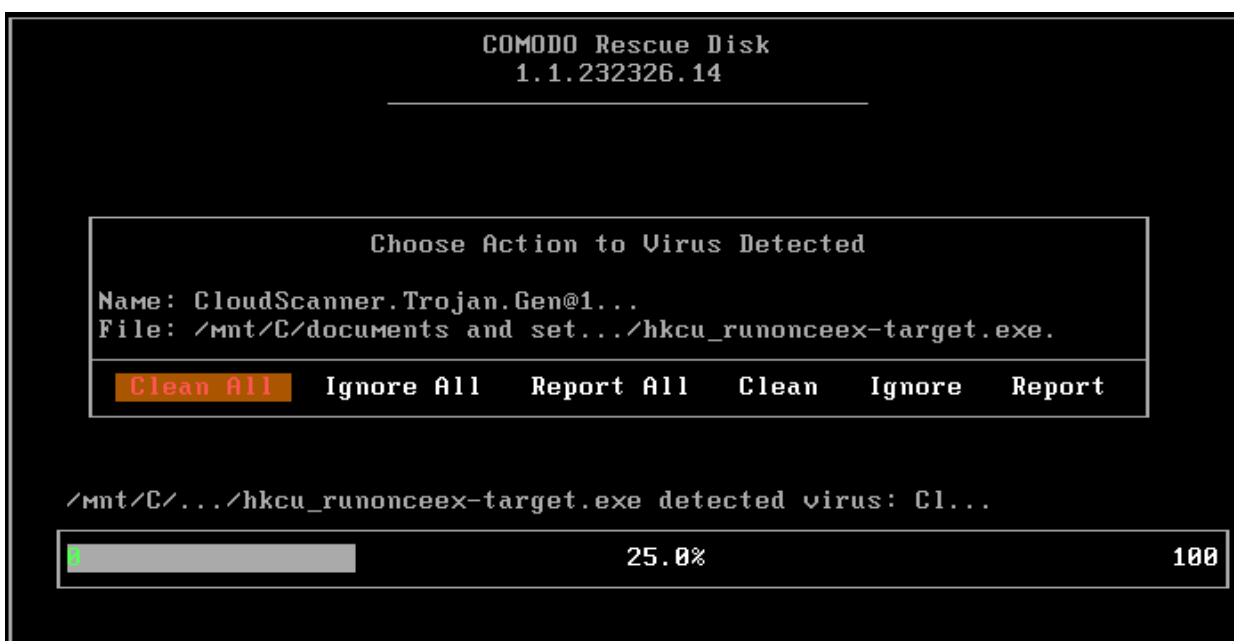 COMODO Rescue Disk
1.1.232326.14
Choose Action to Virus Detected
Name: CloudScanner.Trojan.Gen@1...
File: /mnt/C/documents and set.../hkcu_runonceex-target.exe.
Clean All Ignore All Report All Clean Ignore Report
/mnt/C/.../hkcu_runonceex-target.exe detected virus: Cl...
0 25.0% 100